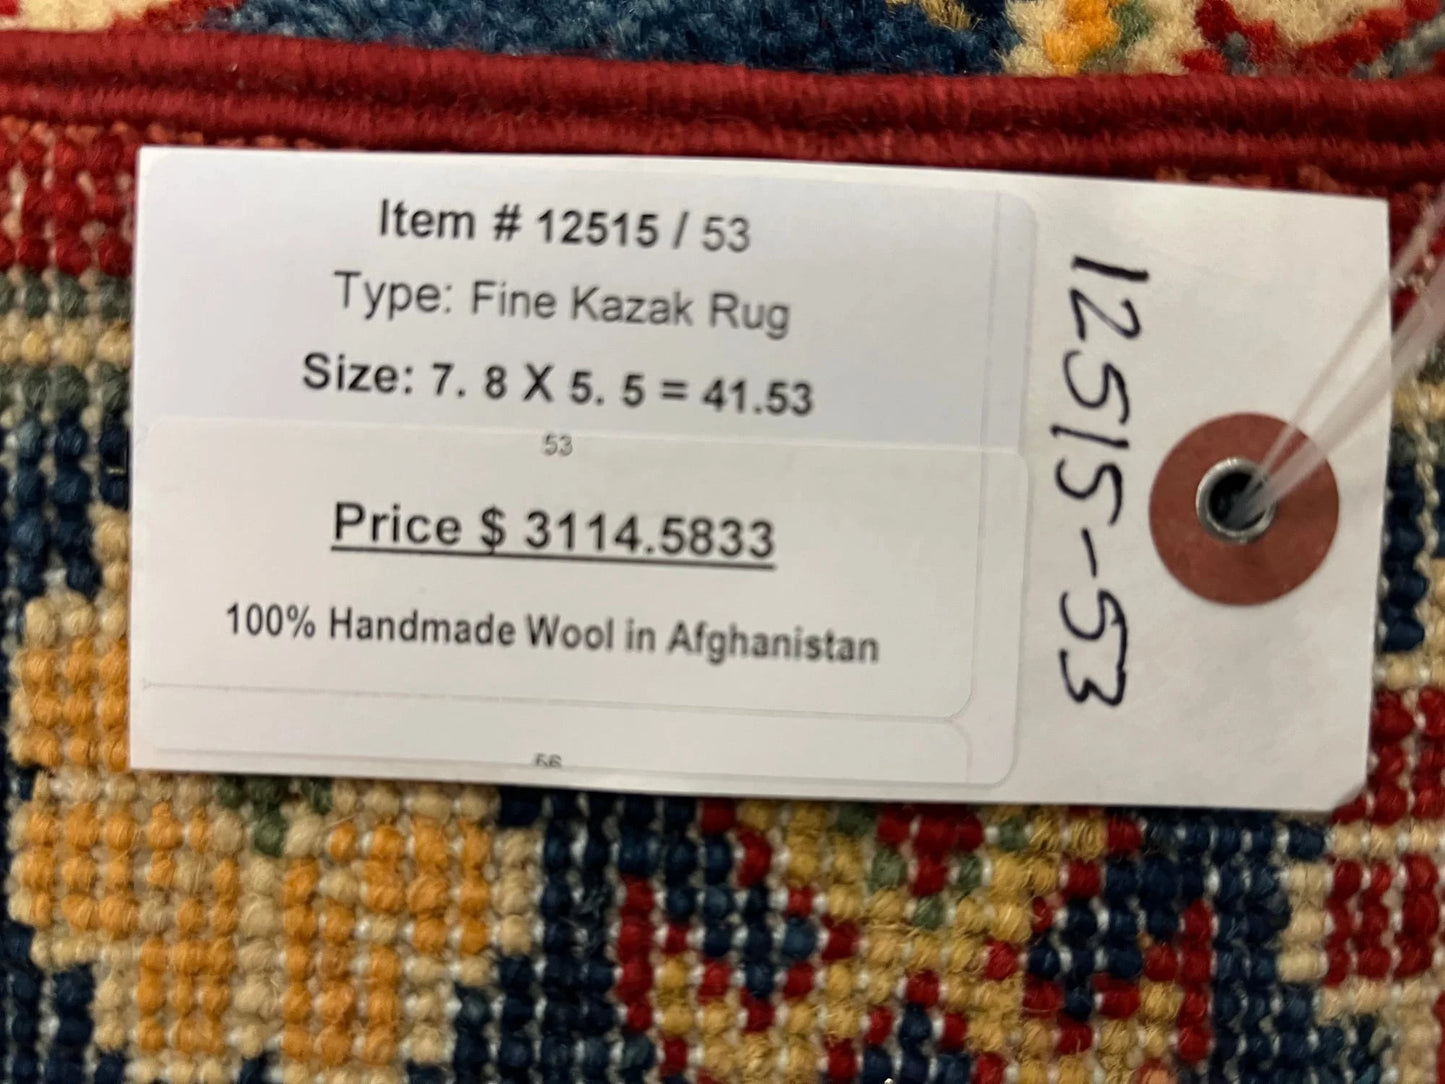 Item # 12515 / 53
Type: Fine Kazak Rug
Size: 7. 8 X 5. 5 = 41.53
53
Price $ 3114.5833
100% Handmade Wool in Afghanistan
56
12515-53